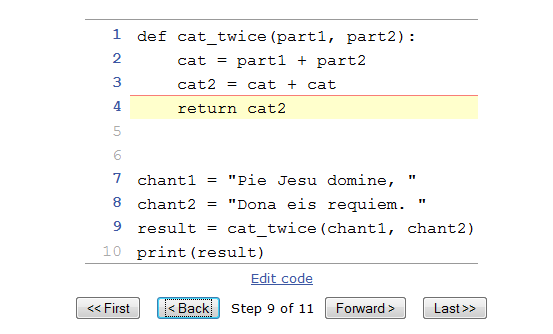 1 def cat_twice(part1, part2):
2     cat = part1 + part2
3     cat2 = cat + cat
4     return cat2
5
6
7 chant1 = "Pie Jesu domine, "
8 chant2 = "Dona eis requiem. "
9 result = cat_twice(chant1, chant2)
10 print(result)
Edit code
<< First < Back Step 9 of 11 Forward > Last >>